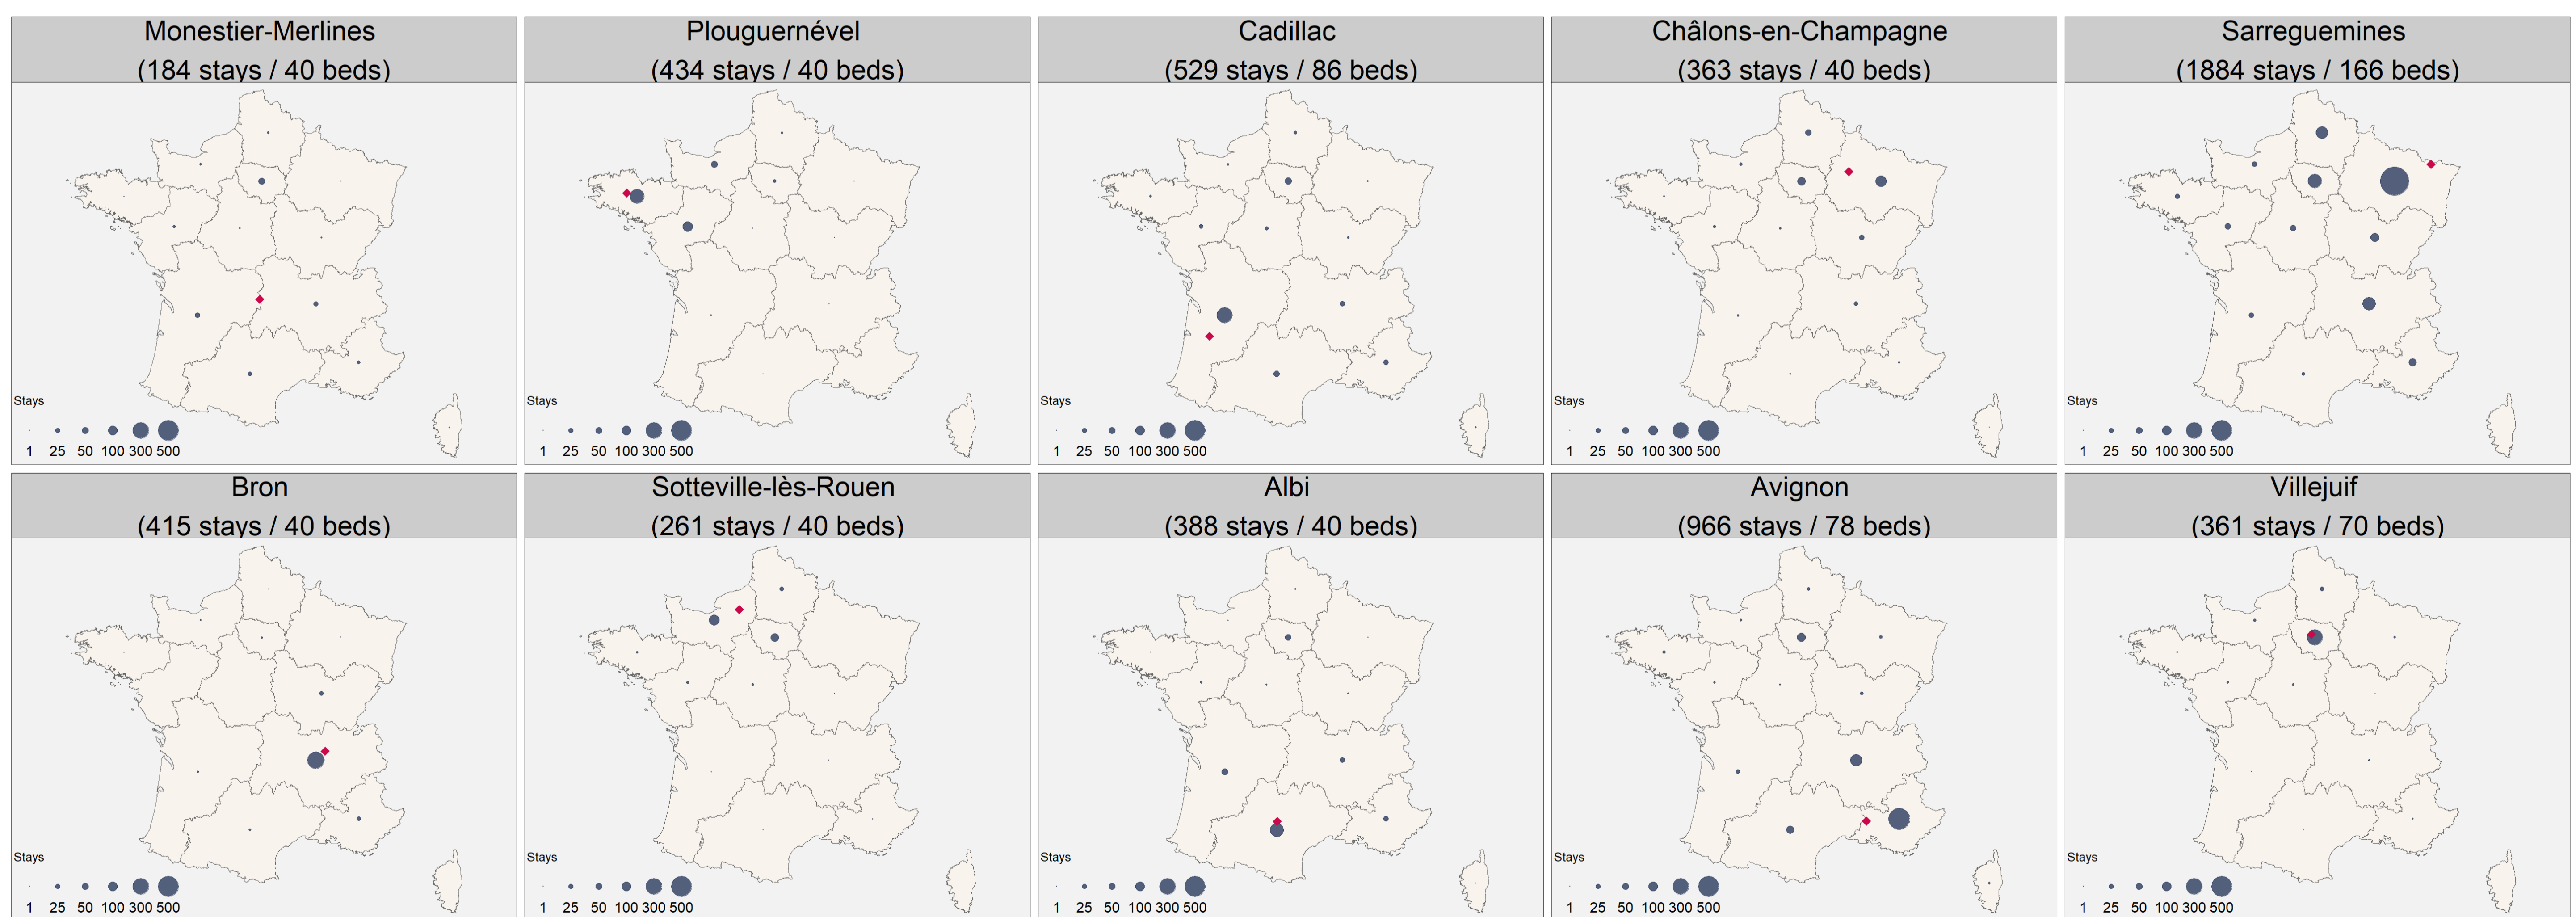 Monestier-Merlines
(184 stays / 40 beds)
Stays
1 25 50 100 300 500
Plouguernével
(434 stays / 40 beds)
Stays
1 25 50 100 300 500
Cadillac
(529 stays / 86 beds)
Stays
1 25 50 100 300 500
Châlons-en-Champagne
(363 stays / 40 beds)
Stays
1 25 50 100 300 500
Sarreguemines
(1884 stays / 166 beds)
Stays
1 25 50 100 300 500
Bron
(415 stays / 40 beds)
Stays
1 25 50 100 300 500
Sotteville-lès-Rouen
(261 stays / 40 beds)
Stays
1 25 50 100 300 500
Albi
(388 stays / 40 beds)
Stays
1 25 50 100 300 500
Avignon
(966 stays / 78 beds)
Stays
1 25 50 100 300 500
Villejuif
(361 stays / 70 beds)
Stays
1 25 50 100 300 500